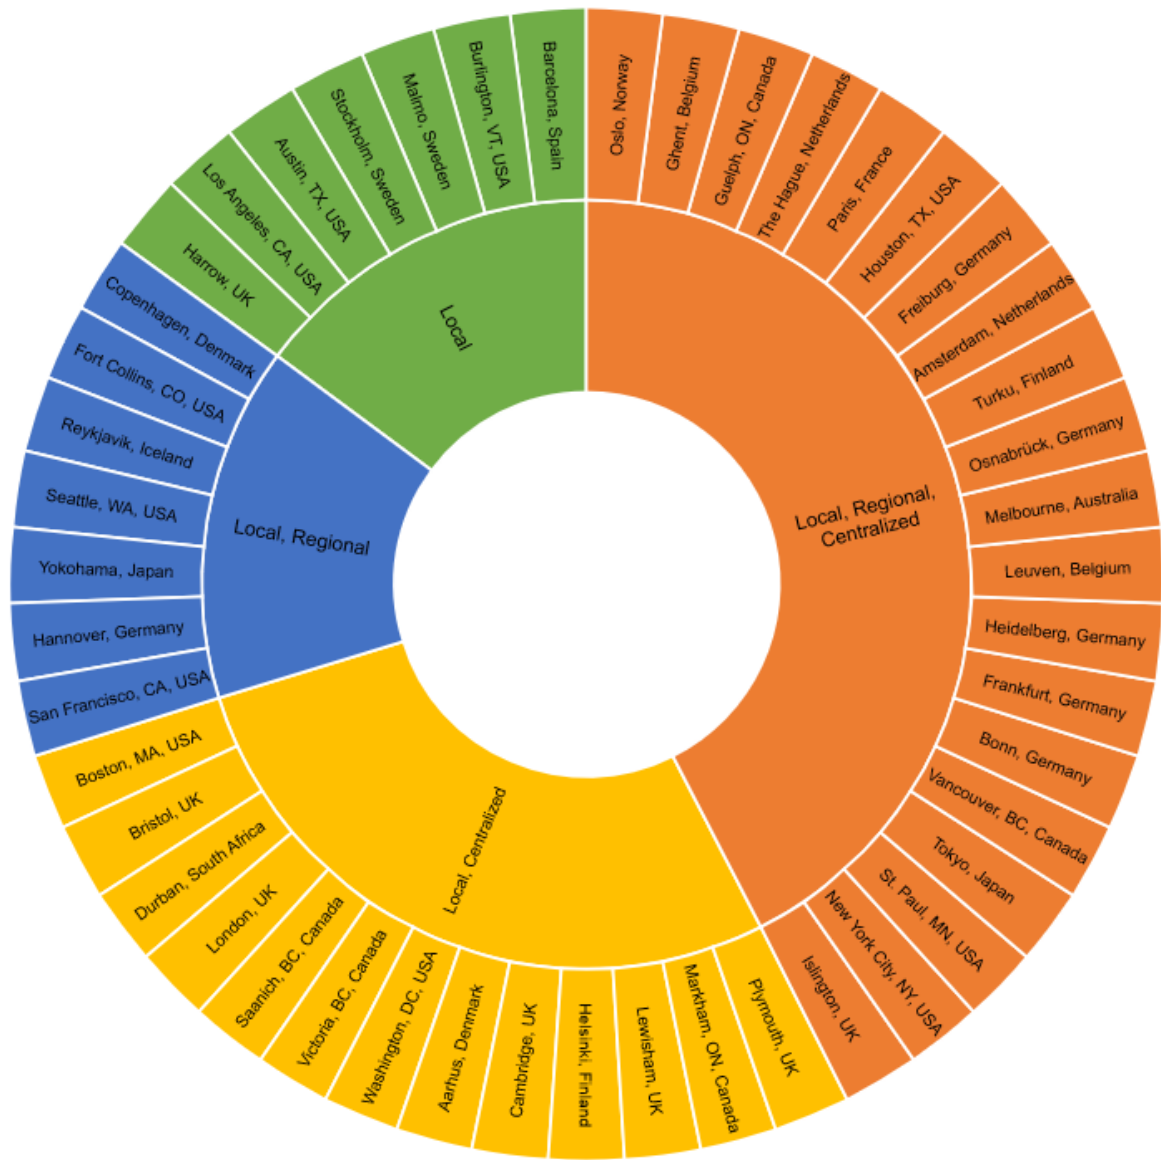 Local, Regional,
Centralized
Oslo, Norway
Ghent, Belgium
Guelph, ON, Canada
The Hague, Netherlands
Paris, France
Houston, TX, USA
Freiburg, Germany
Amsterdam, Netherlands
Turku, Finland
Osnabrück, Germany
Melbourne, Australia
Leuven, Belgium
Heidelberg, Germany
Frankfurt, Germany
Bonn, Germany
Vancouver, BC, Canada
Tokyo, Japan
St. Paul, MN, USA
New York City, NY, USA
Islington, UK
Local, Centralized
Plymouth, UK
Markham, ON, Canada
Lewisham, UK
Helsinki, Finland
Cambridge, UK
Aarhus, Denmark
Washington, DC, USA
Victoria, BC, Canada
Saanich, BC, Canada
London, UK
Durban, South Africa
Bristol, UK
Boston, MA, USA
Local, Regional
San Francisco, CA, USA
Hannover, Germany
Yokohama, Japan
Seattle, WA, USA
Reykjavik, Iceland
Fort Collins, CO, USA
Copenhagen, Denmark
Local
Harrow, UK
Los Angeles, CA, USA
Austin, TX, USA
Stockholm, Sweden
Malmo, Sweden
Burlington, VT, USA
Barcelona, Spain